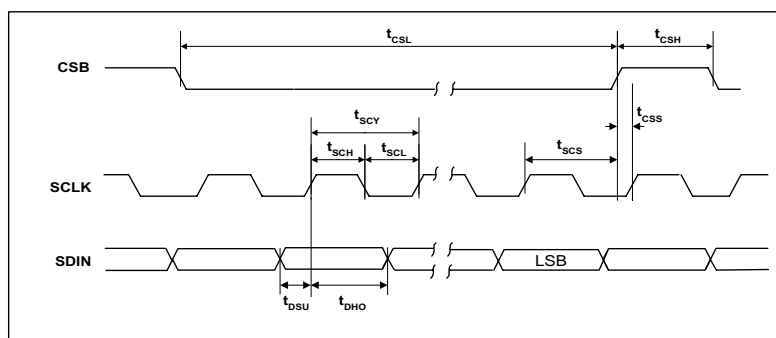 tCSL
tCSH
CSB
tCSS
tSCY
tSCH
tSCL
tSCS
SCLK
SDIN
LSB
tDSU
tDHO